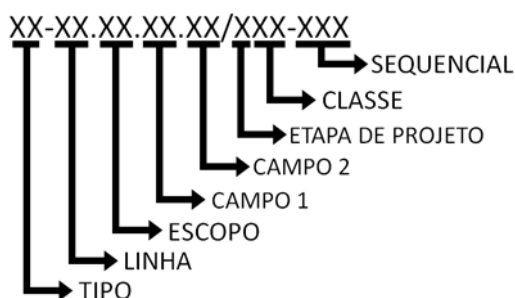 XX-XX.XX.XX.XX/XXX-XXX
SEQUENCIAL
CLASSE
ETAPA DE PROJETO
CAMPO 2
CAMPO 1
ESCOPO
LINHA
TIPO